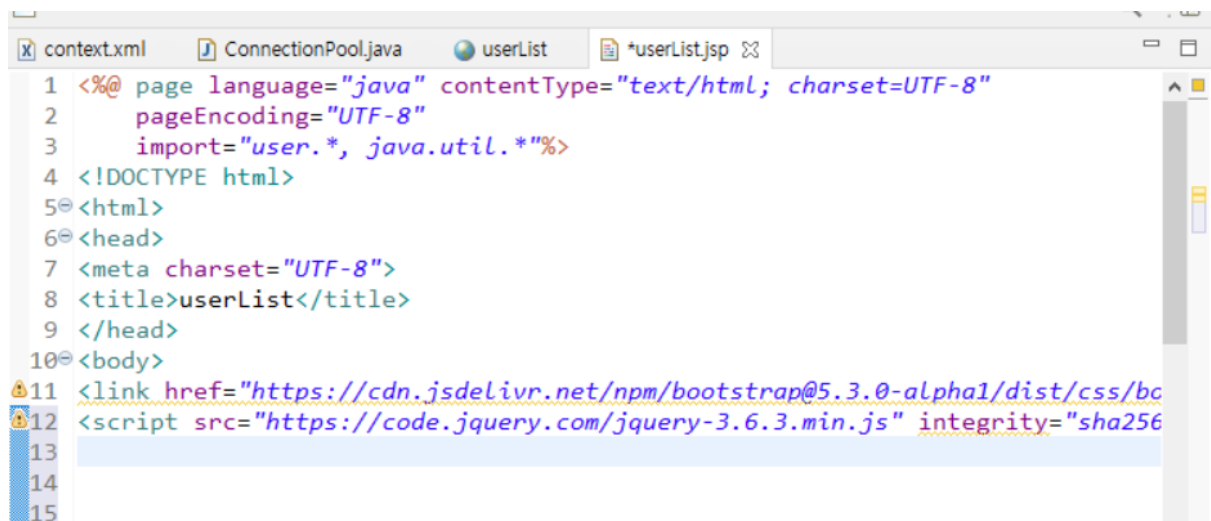 context.xml ConnectionPool.java userList *userList.jsp
1 <%@ page language="java" contentType="text/html; charset=UTF-8"
2 pageEncoding="UTF-8"
3 import="user.*, java.util.*"%>
4 <!DOCTYPE html>
5 <html>
6 <head>
7 <meta charset="UTF-8">
8 <title>userList</title>
9 </head>
10 <body>
11 <link href="https://cdn.jsdelivr.net/npm/bootstrap@5.3.0-alpha1/dist/css/bo
12 <script src="https://code.jquery.com/jquery-3.6.3.min.js" integrity="sha256
13
14
15